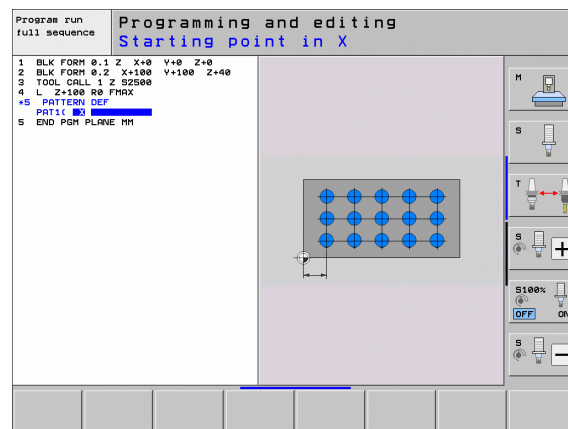 Program run
full sequence
Programming and editing
Starting point in X
1 BLK FORM 0.1 Z X+0 Y+0 Z+0
2 BLK FORM 0.2 X+100 Y+100 Z+40
3 TOOL CALL 1 Z S2500
4 L Z+100 R0 FMAX
*5 PATTERN DEF
PAT1( X
5 END PGM PLANE MM
M
S
T
S
+
S100%
OFF ON
S
-